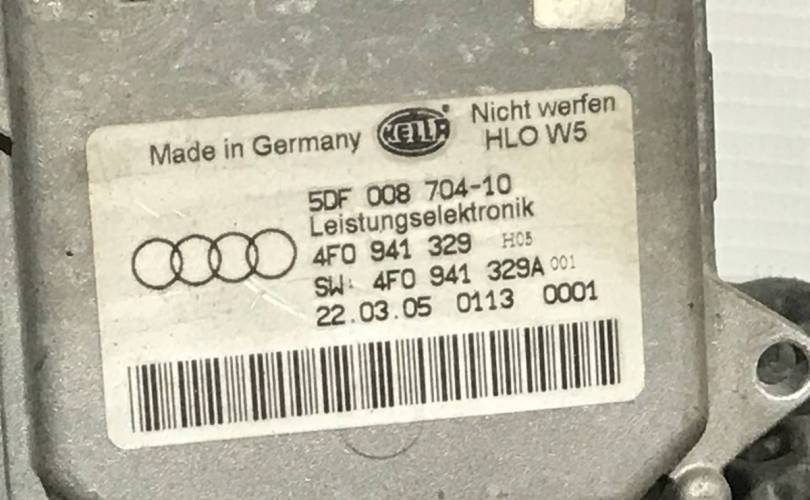 Made in Germany HELLA Nicht werfen
HLO W5
5DF 008 704-10
Leistungselektronik
4F0 941 329 H05
SW: 4F0 941 329A 001
22.03.05 0113 0001